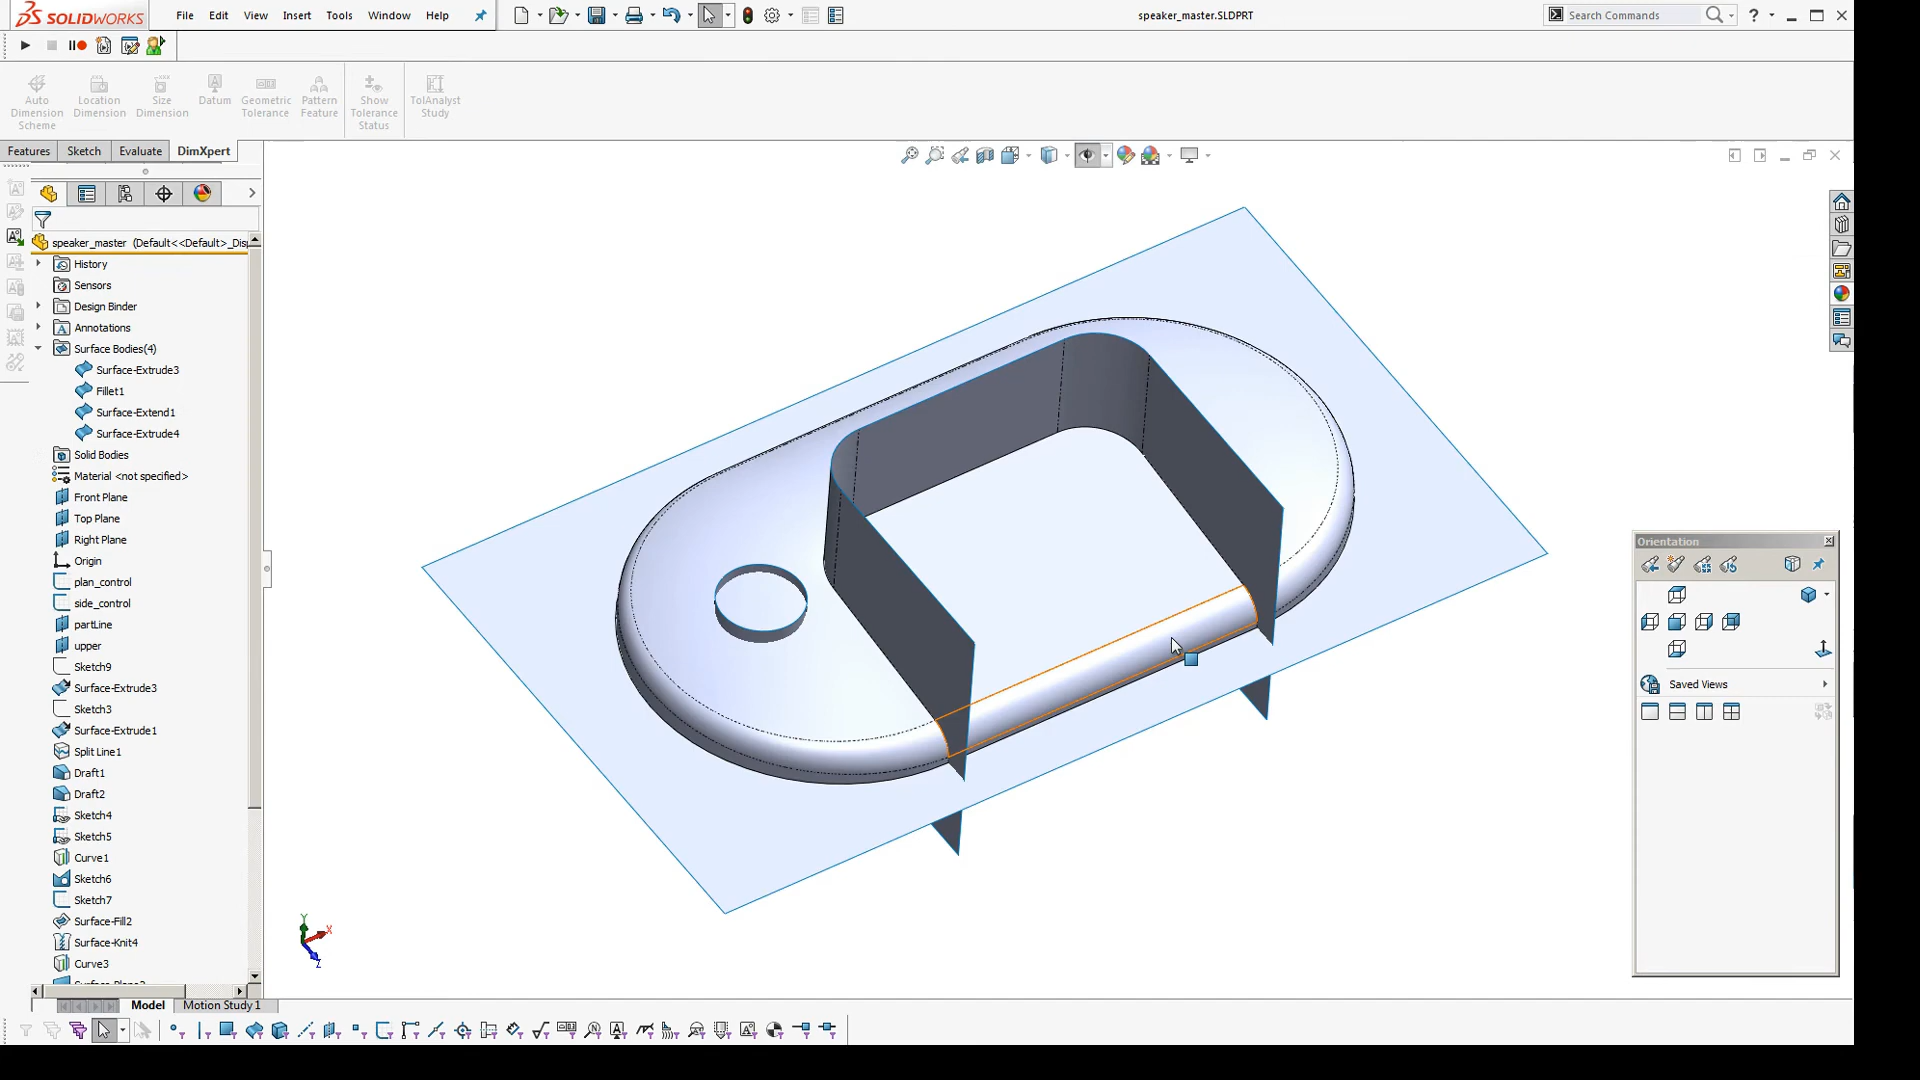 SOLIDWORKS File Edit View Insert Tools Window Help speaker_master.SLDPRT Search Commands
Auto Dimension Scheme
Location Dimension
Size Dimension
Datum
Geometric Tolerance
Pattern Feature
Show Tolerance Status
TolAnalyst Study
Features Sketch Evaluate DimXpert
speaker_master (Default<<Default>_Disp
History
Sensors
Design Binder
Annotations
Surface Bodies(4)
Surface-Extrude3
Fillet1
Surface-Extend1
Surface-Extrude4
Solid Bodies
Material <not specified>
Front Plane
Top Plane
Right Plane
Origin
plan_control
side_control
partLine
upper
Sketch9
Surface-Extrude3
Sketch3
Surface-Extrude1
Split Line1
Draft1
Draft2
Sketch4
Sketch5
Curve1
Sketch6
Sketch7
Surface-Fill2
Surface-Knit4
Curve3
Orientation
Saved Views
Y
X
Z
Model Motion Study 1